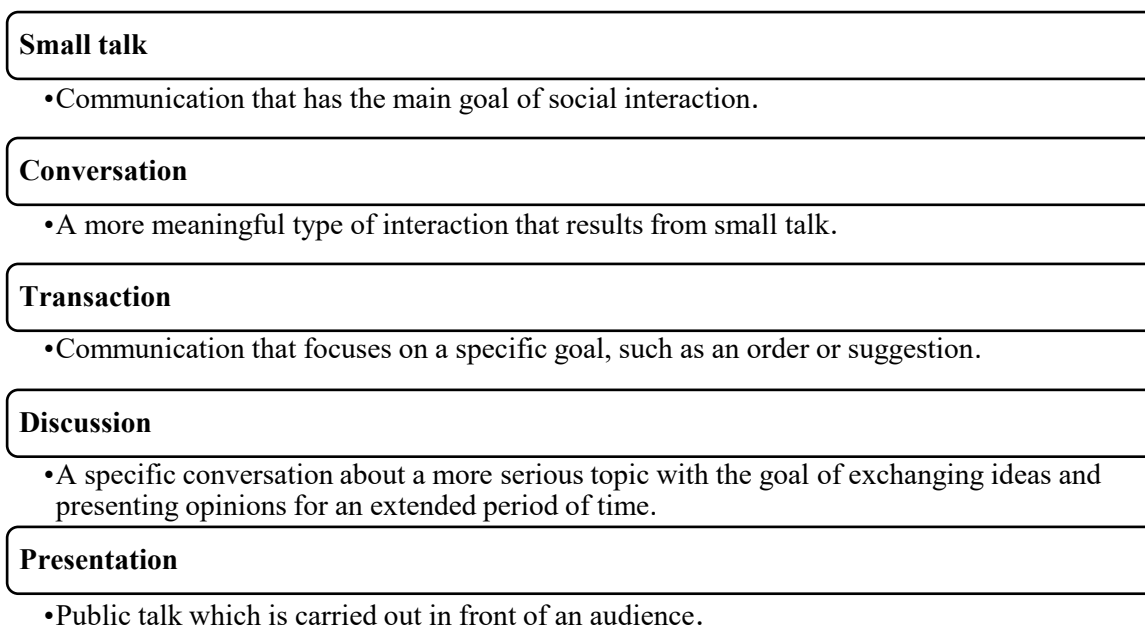 Small talk
•Communication that has the main goal of social interaction.
Conversation
•A more meaningful type of interaction that results from small talk.
Transaction
•Communication that focuses on a specific goal, such as an order or suggestion.
Discussion
•A specific conversation about a more serious topic with the goal of exchanging ideas and
presenting opinions for an extended period of time.
Presentation
•Public talk which is carried out in front of an audience.